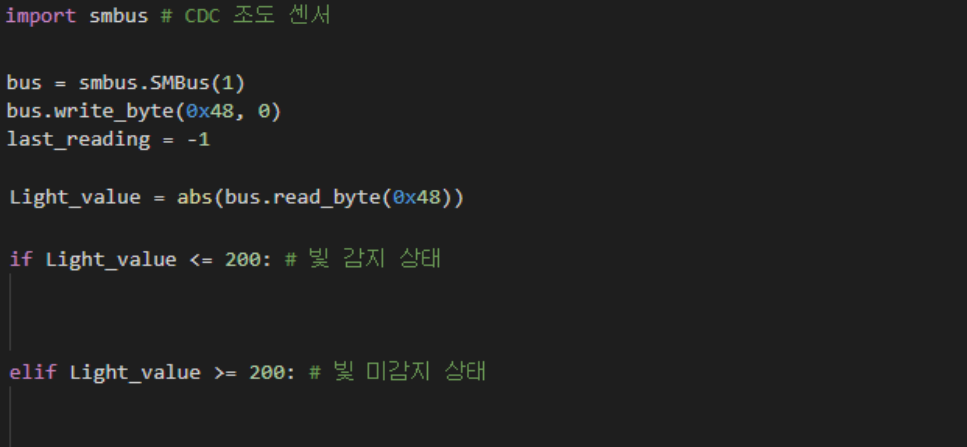 import smbus # CDC 조도 센서
bus = smbus.SMBus(1)
bus.write_byte(0x48, 0)
last_reading = -1
Light_value = abs(bus.read_byte(0x48))
if Light_value <= 200: # 빛 감지 상태
elif Light_value >= 200: # 빛 미감지 상태